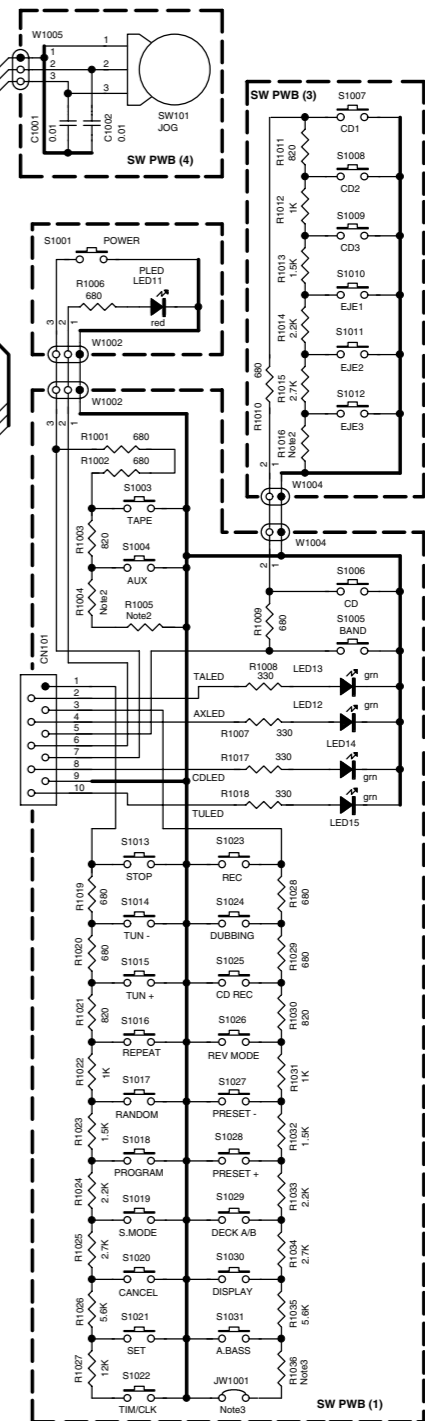 W1005
1
1
2
2
3
3
C1001
0.01
C1002
0.01
SW101
JOG
SW PWB (4)
SW PWB (3)
S1007
CD1
R1011
820
S1008
CD2
R1012
1K
S1009
CD3
R1013
1.5K
S1010
EJE1
R1014
2.2K
S1011
EJE2
R1015
2.7K
S1012
EJE3
R1016
Note2
680
R1010
2
1
W1004
S1001
POWER
PLED
LED11
R1006
680
red
3
2
1
W1002
W1002
3
2
1
R1001
680
R1002
680
S1003
TAPE
R1003
820
S1004
AUX
R1004
Note2
R1005
Note2
W1004
2
1
S1006
CD
R1009
680
S1005
BAND
CN101
1
2
3
4
5
6
7
8
9
10
TALED
R1008
330
LED13
grn
AXLED
R1007
330
LED12
grn
CDLED
R1017
330
LED14
grn
TULED
R1018
330
LED15
grn
S1013
STOP
S1023
REC
R1019
680
R1028
680
S1014
TUN -
S1024
DUBBING
R1020
680
R1029
680
S1015
TUN +
S1025
CD REC
R1021
820
R1030
820
S1016
REPEAT
S1026
REV MODE
R1022
1K
R1031
1K
S1017
RANDOM
S1027
PRESET -
R1023
1.5K
R1032
1.5K
S1018
PROGRAM
S1028
PRESET +
R1024
2.2K
R1033
2.2K
S1019
S.MODE
S1029
DECK A/B
R1025
2.7K
R1034
2.7K
S1020
CANCEL
S1030
DISPLAY
R1026
5.6K
R1035
5.6K
S1021
SET
S1031
A.BASS
R1027
12K
R1036
Note3
S1022
TIM/CLK
JW1001
Note3
SW PWB (1)